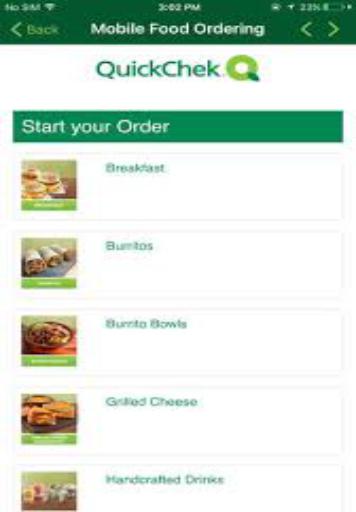 No SIM 3:02 PM 23%
Back Mobile Food Ordering
QuickChek
Start your Order
Breakfast
Burritos
Burrito Bowls
Grilled Cheese
Handcrafted Drinks